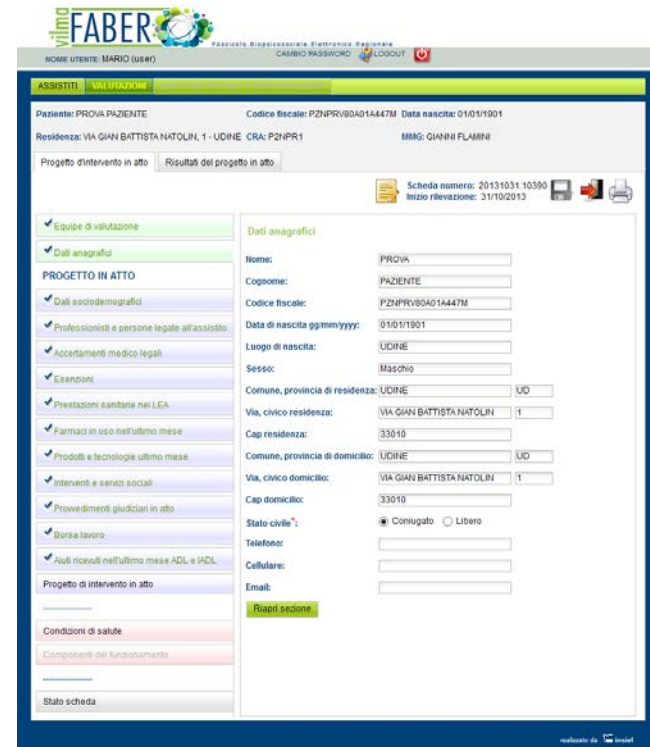 vilma FABER
Fascicolo.Biopsicosociale.Elettronico.Regionale
NOME UTENTE: MARIO (user)
CAMBIO PASSWORD LOGOUT
ASSISTITI VALUTAZIONI
Paziente: PROVA PAZIENTE Codice fiscale: PZNPRV80A01A447M Data nascita: 01/01/1901
Residenza: VIA GIAN BATTISTA NATOLIN, 1 - UDINE CRA: P2NPR1 MMG: GIANNI FLAMINI
Progetto d'intervento in atto Risultati del progetto in atto
Scheda numero: 20131031.10390
Inizio rilevazione: 31/10/2013
Equipe di valutazione
Dati anagrafici
PROGETTO IN ATTO
Dati sociodemografici
Professionisti e persone legate all'assistito
Accertamenti medico legali
Esenzioni
Prestazioni sanitarie nei LEA
Farmaci in uso nell'ultimo mese
Prodotti e tecnologie ultimo mese
Interventi e servizi sociali
Provvedimenti giudiziari in atto
Borsa lavoro
Aiuti ricevuti nell'ultimo mese ADL e IADL
Progetto di intervento in atto
---------------
Condizioni di salute
Componenti del funzionamento
---------------
Stato scheda
Dati anagrafici
Nome: PROVA
Cognome: PAZIENTE
Codice fiscale: PZNPRV80A01A447M
Data di nascita gg/mm/yyyy: 01/01/1901
Luogo di nascita: UDINE
Sesso: Maschio
Comune, provincia di residenza: UDINE UD
Via, civico residenza: VIA GIAN BATTISTA NATOLIN 1
Cap residenza: 33010
Comune, provincia di domicilio: UDINE UD
Via, civico domicilio: VIA GIAN BATTISTA NATOLIN 1
Cap domicilio: 33010
Stato civile*: Coniugato Libero
Telefono:
Cellulare:
Email:
Riapri sezione
realizzato da insiel